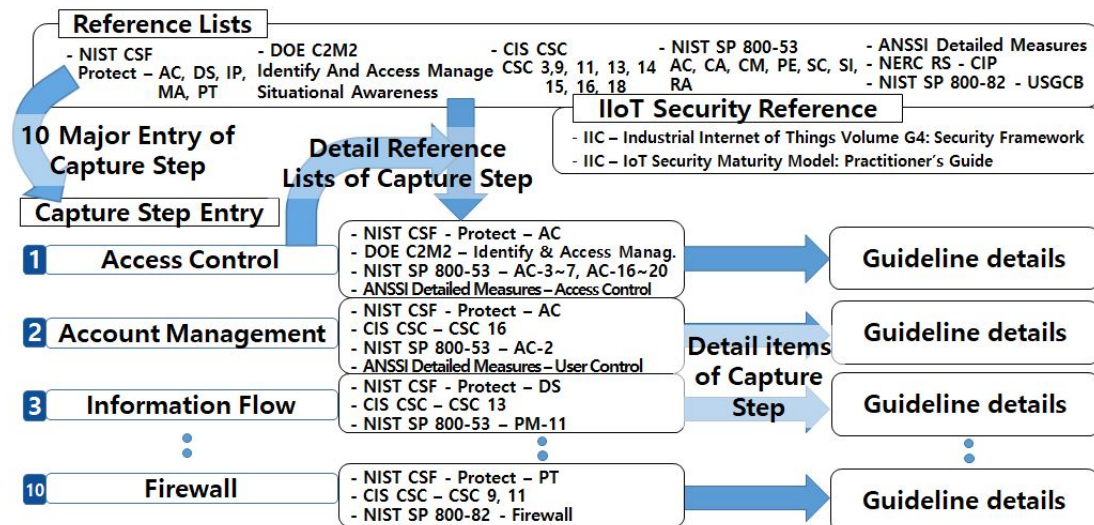 Reference Lists
- NIST CSF
Protect – AC, DS, IP,
MA, PT
- DOE C2M2
Identify And Access Manage
Situational Awareness
- CIS CSC
CSC 3,9, 11, 13, 14
15, 16, 18
- NIST SP 800-53
AC, CA, CM, PE, SC, SI,
RA
- ANSSI Detailed Measures
- NERC RS - CIP
- NIST SP 800-82 - USGCB
IIoT Security Reference
- IIC – Industrial Internet of Things Volume G4: Security Framework
- IIC – IoT Security Maturity Model: Practitioner's Guide
10 Major Entry of
Capture Step
Detail Reference
Lists of Capture Step
Capture Step Entry
1 Access Control
- NIST CSF - Protect – AC
- DOE C2M2 – Identify & Access Manag.
- NIST SP 800-53 – AC-3~7, AC-16~20
- ANSSI Detailed Measures – Access Control
Guideline details
2 Account Management
- NIST CSF - Protect – AC
- CIS CSC – CSC 16
- NIST SP 800-53 – AC-2
- ANSSI Detailed Measures – User Control
Guideline details
Detail items
of Capture
Step
3 Information Flow
- NIST CSF - Protect – DS
- CIS CSC – CSC 13
- NIST SP 800-53 – PM-11
Guideline details
10 Firewall
- NIST CSF - Protect – PT
- CIS CSC – CSC 9, 11
- NIST SP 800-82 - Firewall
Guideline details